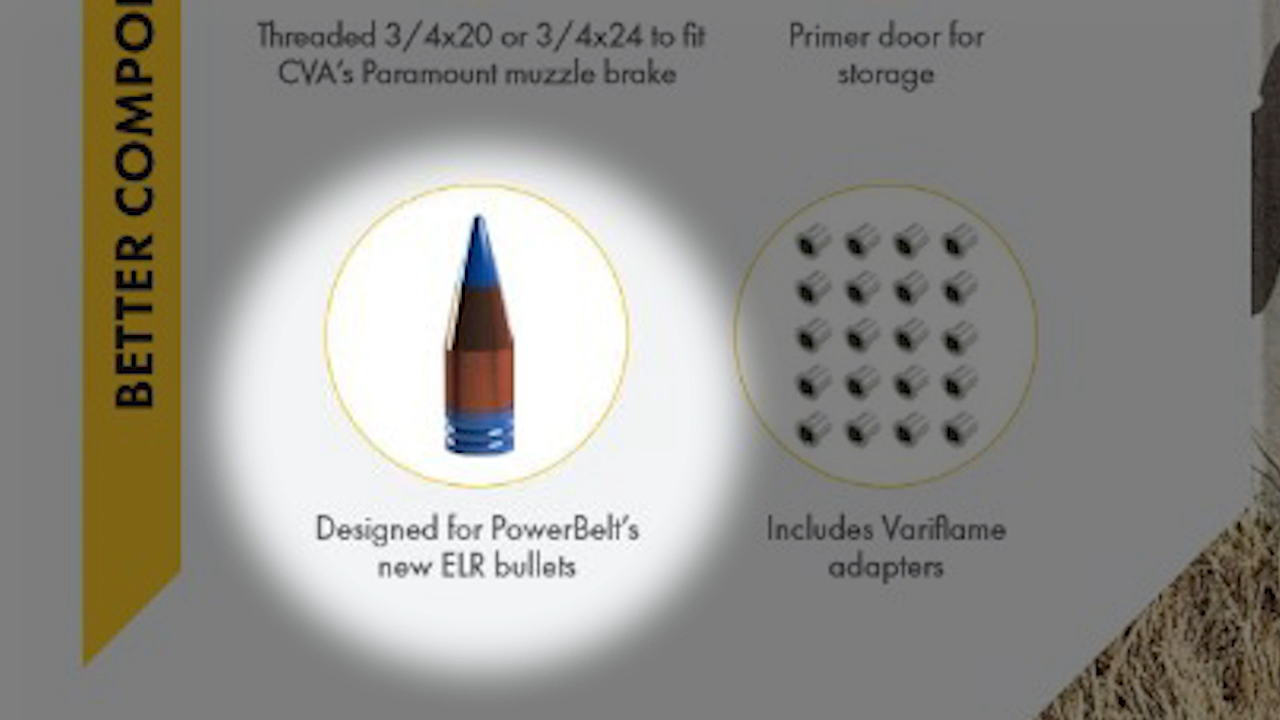 BETTER
Threaded 3/4x20 or 3/4x24 to fit
CVA's Paramount muzzle brake
Primer door for
storage
Designed for PowerBelt's
new ELR bullets
Includes Variflame
adapters